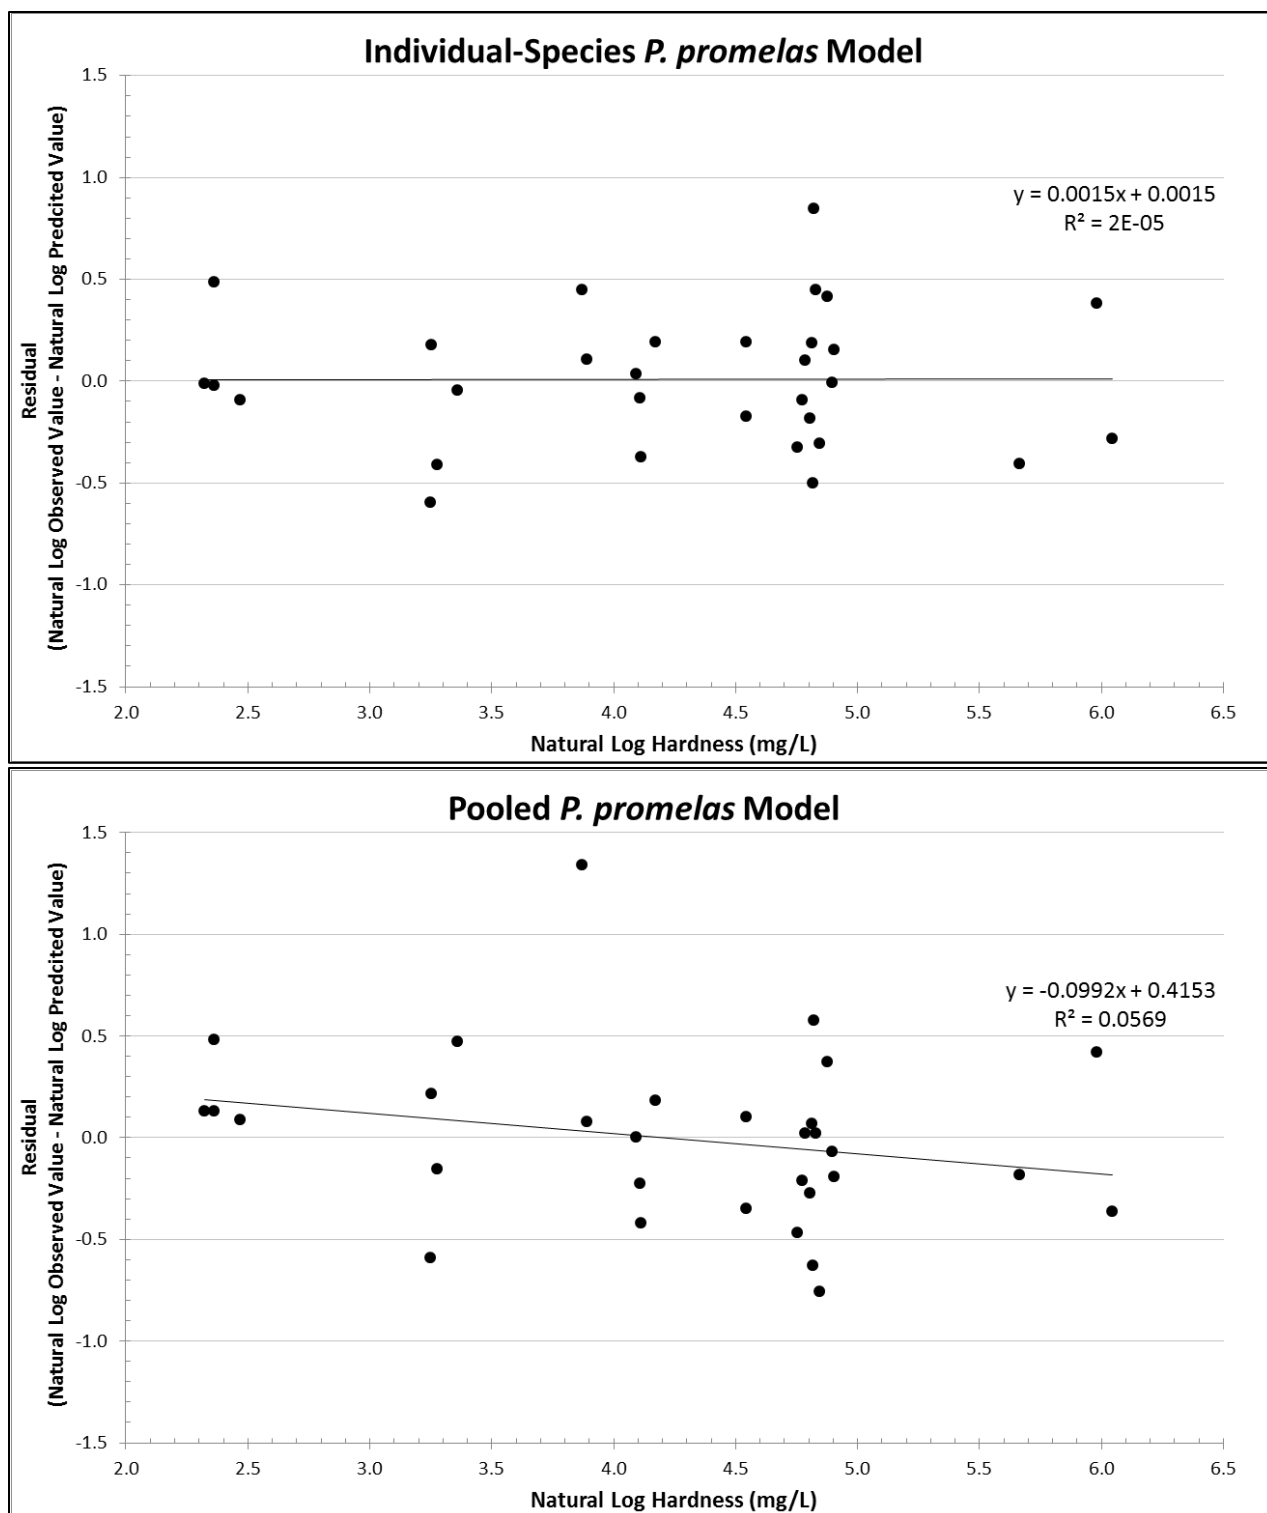 Individual-Species P. promelas Model
Residual
(Natural Log Observed Value - Natural Log Predcited Value)
1.5
1.0
0.5
0.0
-0.5
-1.0
-1.5
y = 0.0015x + 0.0015
R² = 2E-05
2.0 2.5 3.0 3.5 4.0 4.5 5.0 5.5 6.0 6.5
Natural Log Hardness (mg/L)
Pooled P. promelas Model
Residual
(Natural Log Observed Value - Natural Log Predcited Value)
1.5
1.0
0.5
0.0
-0.5
-1.0
-1.5
y = -0.0992x + 0.4153
R² = 0.0569
2.0 2.5 3.0 3.5 4.0 4.5 5.0 5.5 6.0 6.5
Natural Log Hardness (mg/L)